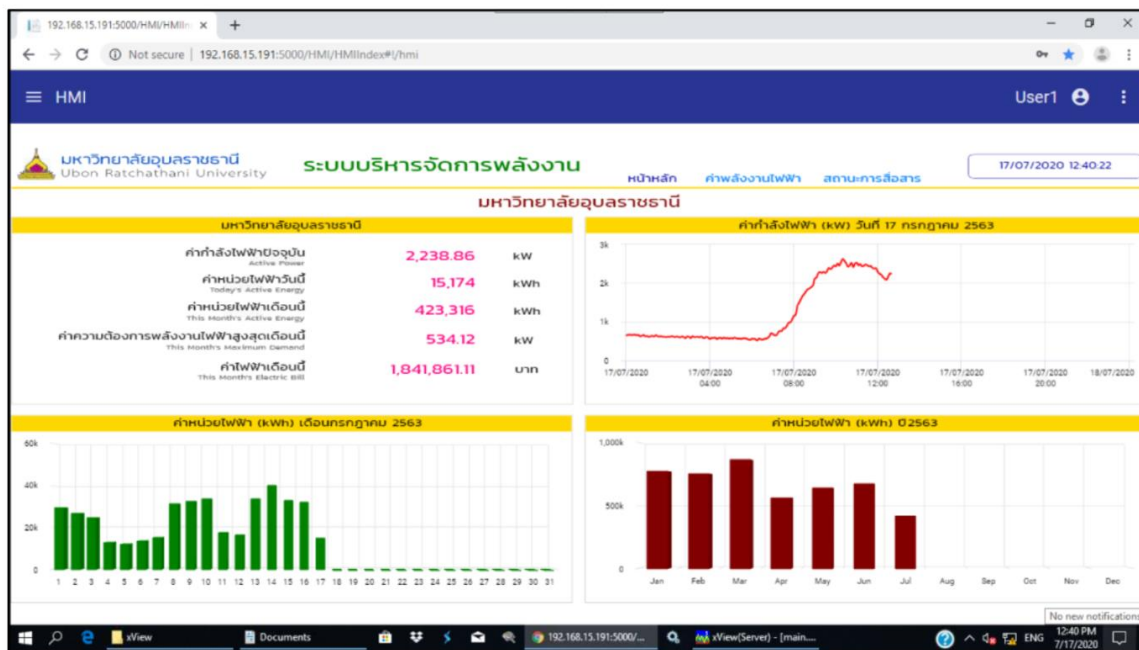 192.168.15.191:5000/HMI/HMIIn
Not secure | 192.168.15.191:5000/HMI/HMIIndex#!/hmi
HMI
User1
มหาวิทยาลัยอุบลราชธานี
Ubon Ratchathani University
ระบบบริหารจัดการพลังงาน
หน้าหลัก ค่าพลังงานไฟฟ้า สถานะการสื่อสาร
17/07/2020 12:40:22
มหาวิทยาลัยอุบลราชธานี
มหาวิทยาลัยอุบลราชธานี
ค่ากำลังไฟฟ้าปัจจุบัน 2,238.86 kW
Active Power
ค่าหน่วยไฟฟ้าวันนี้ 15,174 kWh
Today's Active Energy
ค่าหน่วยไฟฟ้าเดือนนี้ 423,316 kWh
This Month's Active Energy
ค่าความต้องการพลังงานไฟฟ้าสูงสุดเดือนนี้ 534.12 kW
This Month's Maximum Demand
ค่าไฟฟ้าเดือนนี้ 1,841,861.11 บาท
This Month's Electric Bill
ค่ากำลังไฟฟ้า (kW) วันที่ 17 กรกฎาคม 2563
3k
2k
1k
0
17/07/2020 17/07/2020 17/07/2020 17/07/2020 17/07/2020 17/07/2020 18/07/2020
04:00 08:00 12:00 16:00 20:00
ค่าหน่วยไฟฟ้า (kWh) เดือนกรกฎาคม 2563
60k
40k
20k
0
1 2 3 4 5 6 7 8 9 10 11 12 13 14 15 16 17 18 19 20 21 22 23 24 25 26 27 28 29 30 31
ค่าหน่วยไฟฟ้า (kWh) ปี2563
1,000k
500k
0
Jan Feb Mar Apr May Jun Jul Aug Sep Oct Nov Dec
No new notifications
xView Documents 192.168.15.191:5000/... xView(Server) - [main.... ENG
12:40 PM
7/17/2020